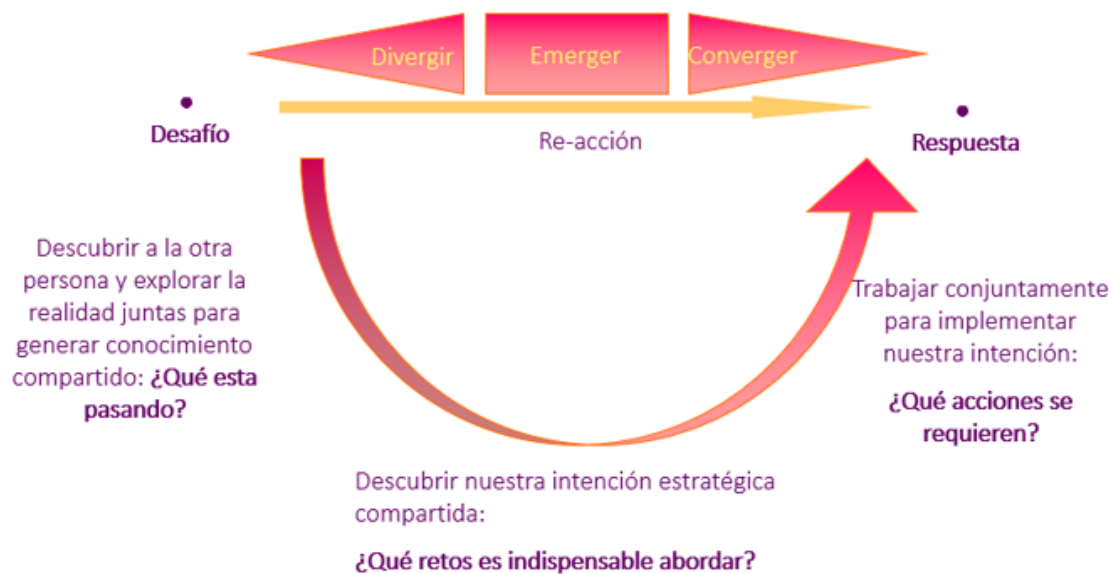 Divergir
Emerger
Converger
Desafío
Re-acción
Respuesta
Descubrir a la otra
persona y explorar la
realidad juntas para
generar conocimiento
compartido: ¿Qué esta
pasando?
Descubrir nuestra intención estratégica
compartida:
¿Qué retos es indispensable abordar?
Trabajar conjuntamente
para implementar
nuestra intención:
¿Qué acciones se
requieren?